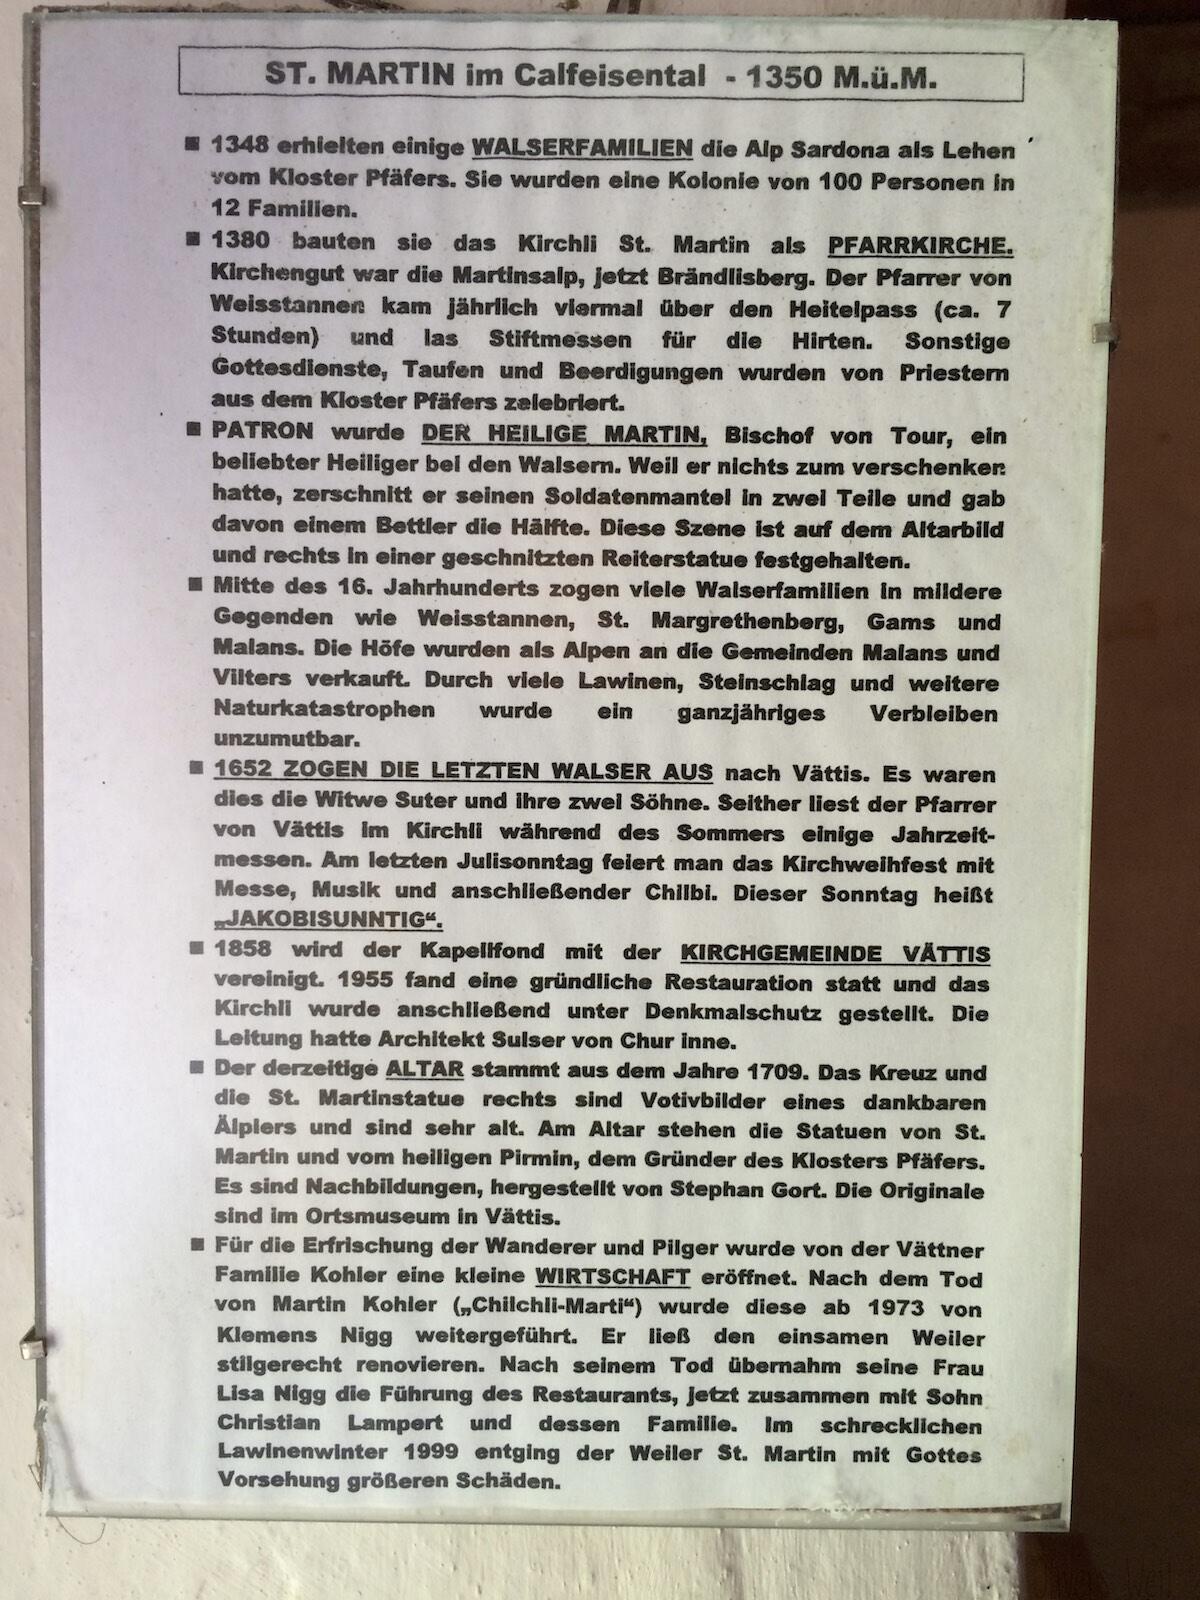 ST. MARTIN im Calfeisental - 1350 M.ü.M.
■ 1348 erhielten einige WALSERFAMILIEN die Alp Sardona als Lehen
vom Kloster Pfäfers. Sie wurden eine Kolonie von 100 Personen in
12 Familien.
■ 1380 bauten sie das Kirchli St. Martin als PFARRKIRCHE.
Kirchengut war die Martinsalp, jetzt Brändlisberg. Der Pfarrer von
Weisstannen kam jährlich viermal über den Heitelpass (ca. 7
Stunden) und las Stiftmessen für die Hirten. Sonstige
Gottesdienste, Taufen und Beerdigungen wurden von Priestern
aus dem Kloster Pfäfers zelebriert.
■ PATRON wurde DER HEILIGE MARTIN, Bischof von Tour, ein
beliebter Heiliger bei den Walsern. Weil er nichts zum verschenken
hatte, zerschnitt er seinen Soldatenmantel in zwei Teile und gab
davon einem Bettler die Hälfte. Diese Szene ist auf dem Altarbild
und rechts in einer geschnitzten Reiterstatue festgehalten.
■ Mitte des 16. Jahrhunderts zogen viele Walserfamilien in mildere
Gegenden wie Weisstannen, St. Margrethenberg, Gams und
Malans. Die Höfe wurden als Alpen an die Gemeinden Malans und
Vilters verkauft. Durch viele Lawinen, Steinschlag und weitere
Naturkatastrophen wurde ein ganzjähriges Verbleiben
unzumutbar.
■ 1652 ZOGEN DIE LETZTEN WALSER AUS nach Vättis. Es waren
dies die Witwe Suter und ihre zwei Söhne. Seither liest der Pfarrer
von Vättis im Kirchli während des Sommers einige Jahrzeit-
messen. Am letzten Julisonntag feiert man das Kirchweihfest mit
Messe, Musik und anschließender Chilbi. Dieser Sonntag heißt
„JAKOBISUNNTIG“.
■ 1858 wird der Kapellfond mit der KIRCHGEMEINDE VÄTTIS
vereinigt. 1955 fand eine gründliche Restauration statt und das
Kirchli wurde anschließend unter Denkmalschutz gestellt. Die
Leitung hatte Architekt Sulser von Chur inne.
■ Der derzeitige ALTAR stammt aus dem Jahre 1709. Das Kreuz und
die St. Martinstatue rechts sind Votivbilder eines dankbaren
Älplers und sind sehr alt. Am Altar stehen die Statuen von St.
Martin und vom heiligen Pirmin, dem Gründer des Klosters Pfäfers.
Es sind Nachbildungen, hergestellt von Stephan Gort. Die Originale
sind im Ortsmuseum in Vättis.
■ Für die Erfrischung der Wanderer und Pilger wurde von der Vättner
Familie Kohler eine kleine WIRTSCHAFT eröffnet. Nach dem Tod
von Martin Kohler („Chilchli-Marti“) wurde diese ab 1973 von
Klemens Nigg weitergeführt. Er ließ den einsamen Weiler
stilgerecht renovieren. Nach seinem Tod übernahm seine Frau
Lisa Nigg die Führung des Restaurants, jetzt zusammen mit Sohn
Christian Lampert und dessen Familie. Im schrecklichen
Lawinenwinter 1999 entging der Weiler St. Martin mit Gottes
Vorsehung größeren Schäden.